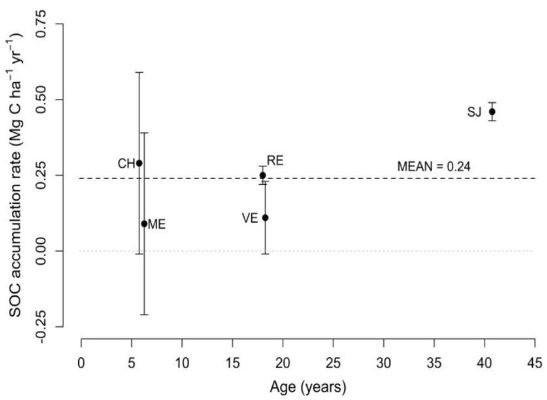 SOC accumulation rate (Mg C ha⁻¹ yr⁻¹)
0.75
0.50
0.25
0.00
-0.25
CH
ME
RE
VE
SJ
MEAN = 0.24
0 5 10 15 20 25 30 35 40 45
Age (years)